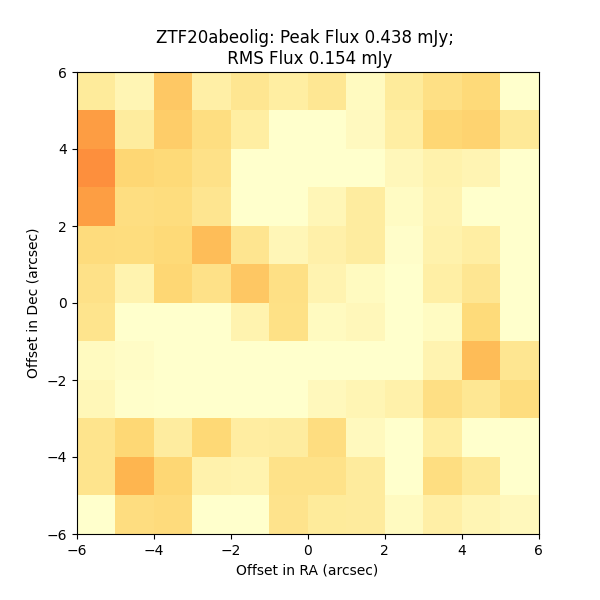 ZTF20abeolig: Peak Flux 0.438 mJy;
RMS Flux 0.154 mJy
6
4
2
0
−2
−4
−6
Offset in Dec (arcsec)
−6 −4 −2 0 2 4 6
Offset in RA (arcsec)